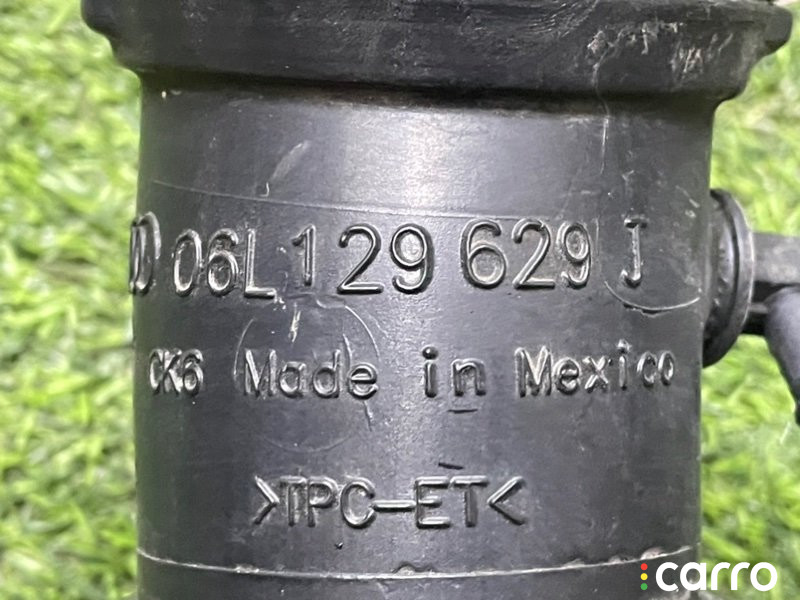 06L 129 629 J
CK6 Made in Mexico
>TPC-ET<
carro